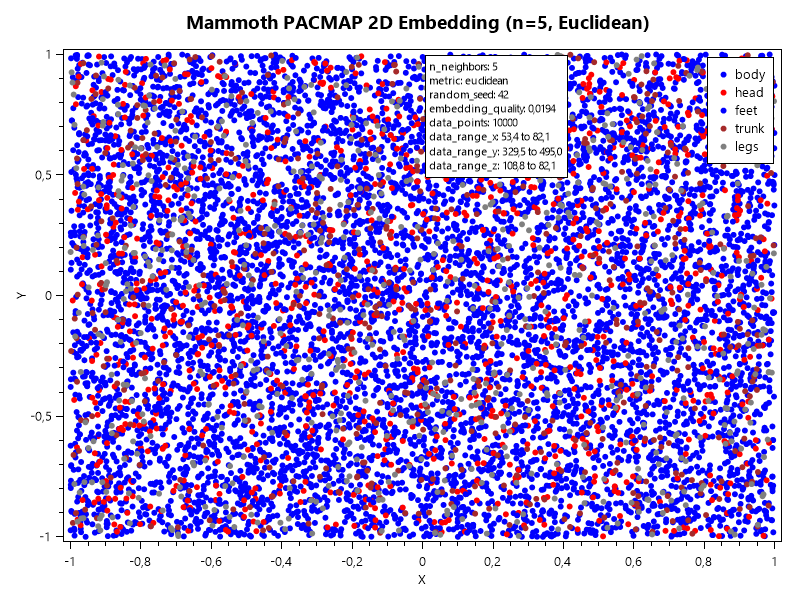 Mammoth PACMAP 2D Embedding (n=5, Euclidean)
n_neighbors: 5
metric: euclidean
random_seed: 42
embedding_quality: 0,0194
data_points: 10000
data_range_x: 53,4 to 82,1
data_range_y: 329,5 to 495,0
data_range_z: 108,8 to 82,1
body
head
feet
trunk
legs
1
0,5
0
-0,5
-1
Y
-1 -0,8 -0,6 -0,4 -0,2 0 0,2 0,4 0,6 0,8 1
X